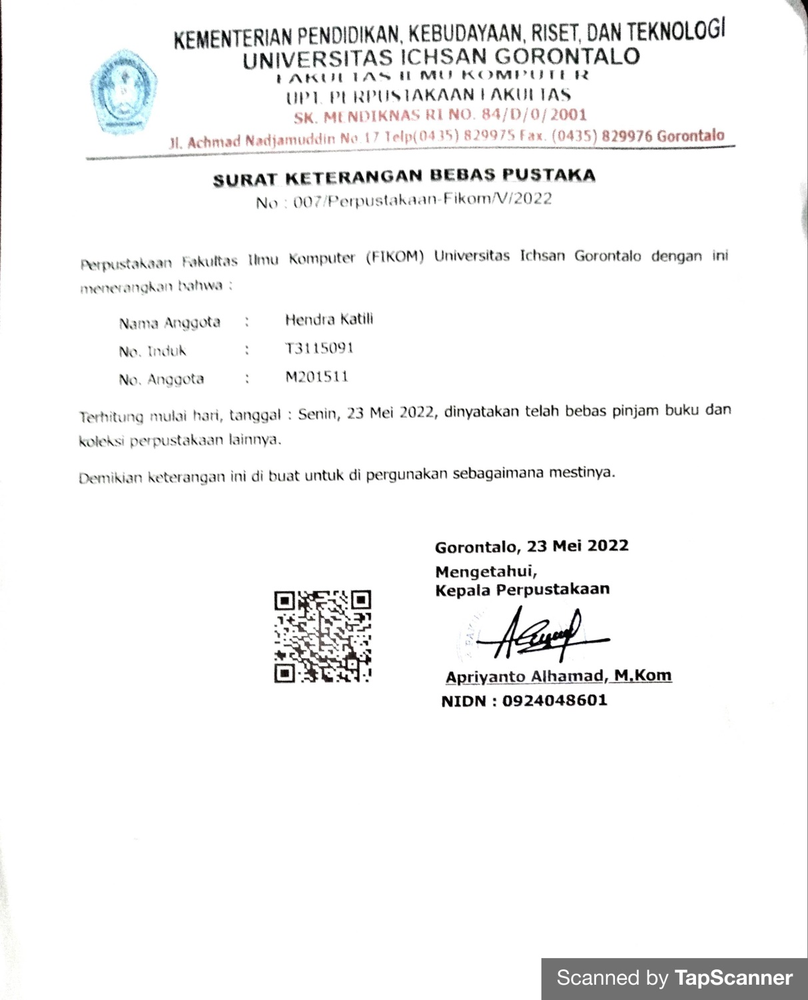 KEMENTERIAN PENDIDIKAN, KEBUDAYAAN, RISET, DAN TEKNOLOGI
UNIVERSITAS ICHSAN GORONTALO
FAKULTAS ILMU KOMPUTER
UPT. PERPUSTAKAAN FAKULTAS
SK. MENDIKNAS RI NO. 84/D/0/2001
Jl. Achmad Nadjamuddin No.17 Telp(0435) 829975 Fax. (0435) 829976 Gorontalo
SURAT KETERANGAN BEBAS PUSTAKA
No : 007/Perpustakaan-Fikom/V/2022
Perpustakaan Fakultas Ilmu Komputer (FIKOM) Universitas Ichsan Gorontalo dengan ini
menerangkan bahwa :
Nama Anggota : Hendra Katili
No. Induk : T3115091
No. Anggota : M201511
Terhitung mulai hari, tanggal : Senin, 23 Mei 2022, dinyatakan telah bebas pinjam buku dan
koleksi perpustakaan lainnya.
Demikian keterangan ini di buat untuk di pergunakan sebagaimana mestinya.
Gorontalo, 23 Mei 2022
Mengetahui,
Kepala Perpustakaan
Apriyanto Alhamad, M.Kom
NIDN : 0924048601
Scanned by TapScanner